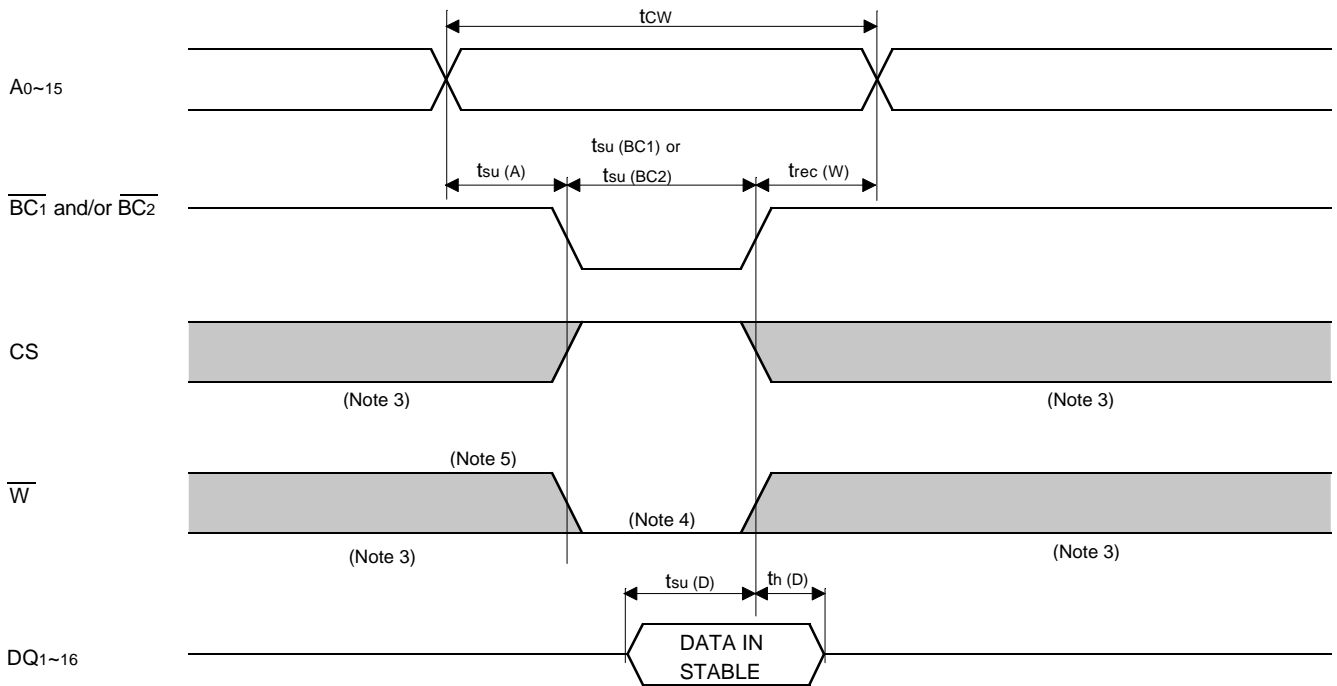 tCW
A0~15
tsu (BC1) or
tsu (A) tsu (BC2) trec (W)
BC1 and/or BC2
CS
(Note 3) (Note 3)
(Note 5)
W
(Note 4)
(Note 3) (Note 3)
tsu (D) th (D)
DATA IN
STABLE
DQ1~16